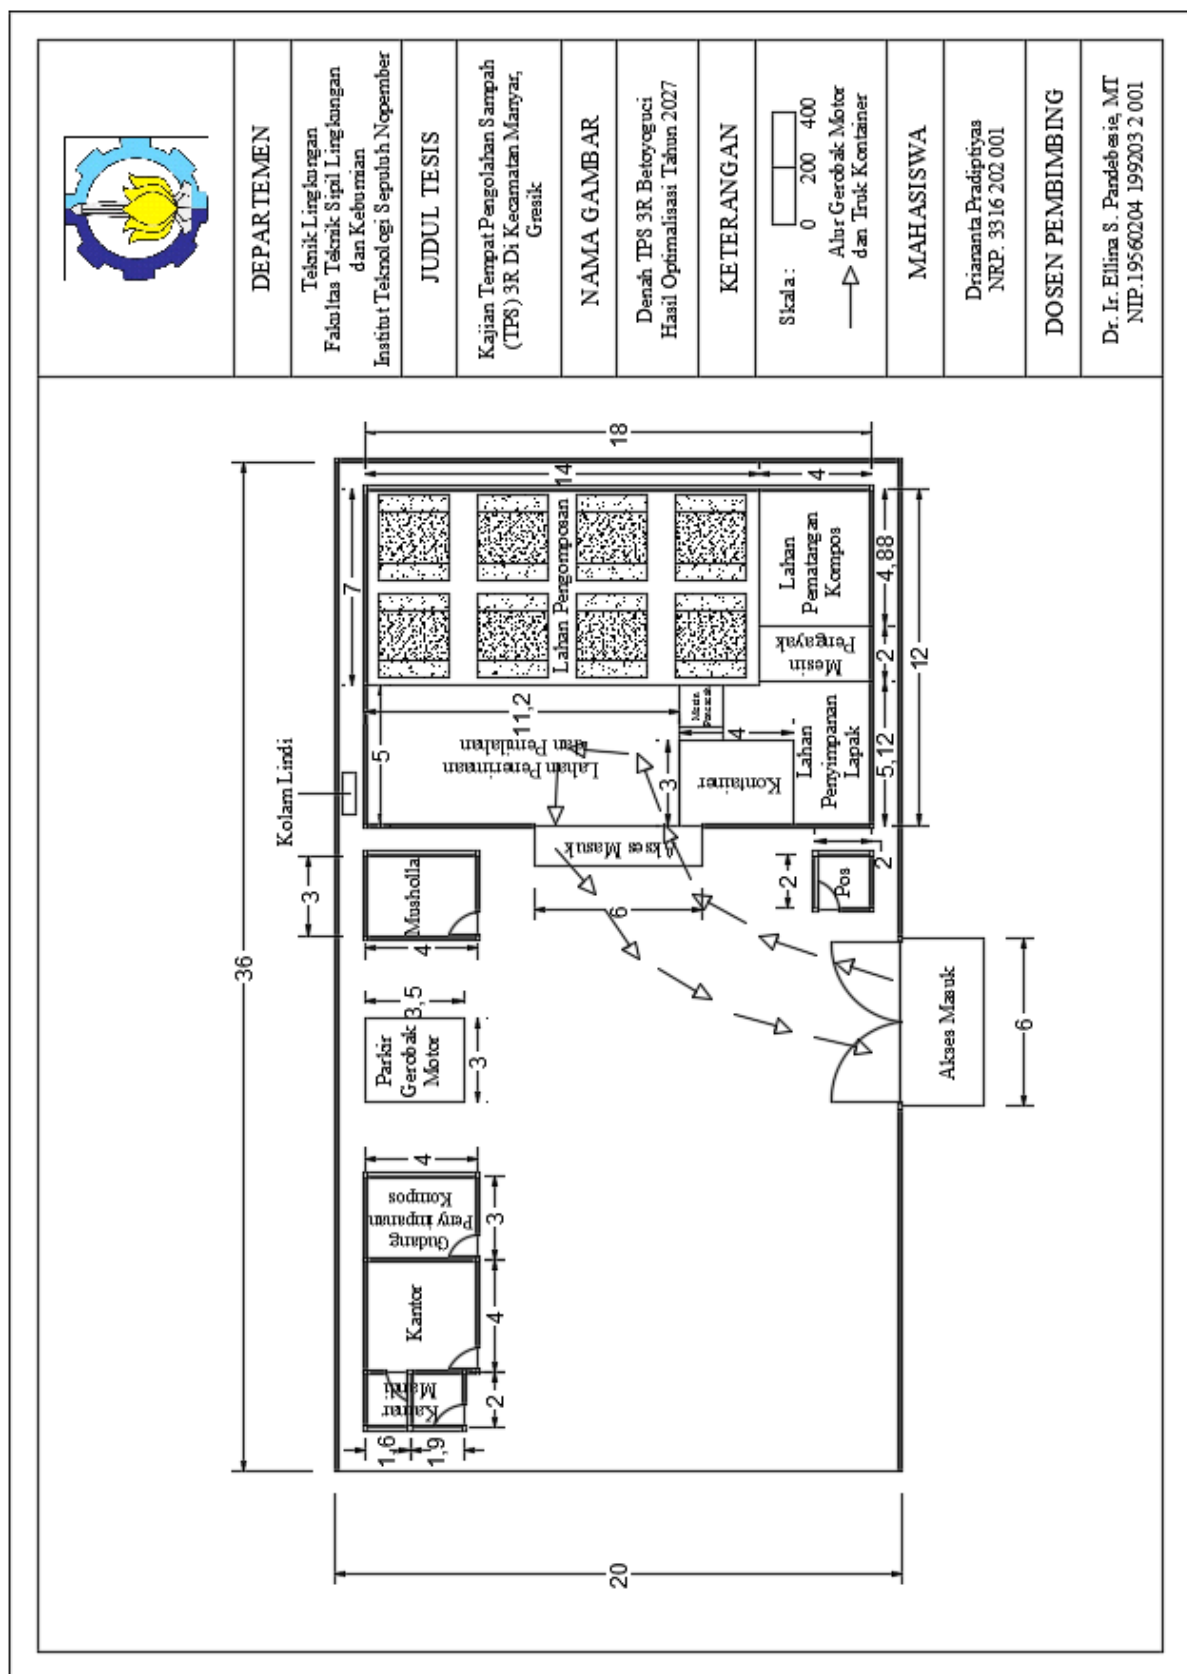 DEPARTEMEN
Teknik Lingkungan
Fakultas Teknik Sipil Lingkungan
dan Kebumian
Institut Teknologi Sepuluh Nopember
JUDUL TESIS
Kajian Tempat Pengolahan Sampah
(TPS) 3R Di Kecamatan Manyar,
Gresik
NAMA GAMBAR
Denah TPS 3R Betoyoguci
Hasil Optimalisasi Tahun 2027
KETERANGAN
Skala :
0 200 400
Alur Gerobak Motor
dan Truk Kontainer
MAHASISWA
Driananta Pradiptiyas
NRP. 3316 202 001
DOSEN PEMBIMBING
Dr. Ir. Ellina S. Pandebesie, MT
NIP.19560204 199203 2 001
36
20
18
14
4
7
5
11,2
Kolam Lindi
Lahan Pengomposan
Lahan Penerimaan
dan Pemilahan
Mesin
Pencacah
4
3
Kontainer
Lahan
Penyimpanan
Lapak
Mesin
Pengayak
Lahan
Pematangan
Kompos
5,12
2
4,88
12
Akses Masuk
6
Musholla
3
4
Pos
2
2
Akses Masuk
6
Parkir
Gerobak
Motor
3,5
3
Gudang
Penyimpanan
Kompos
4
3
Kantor
4
Kamar
Mandi
2
1,6
1,9